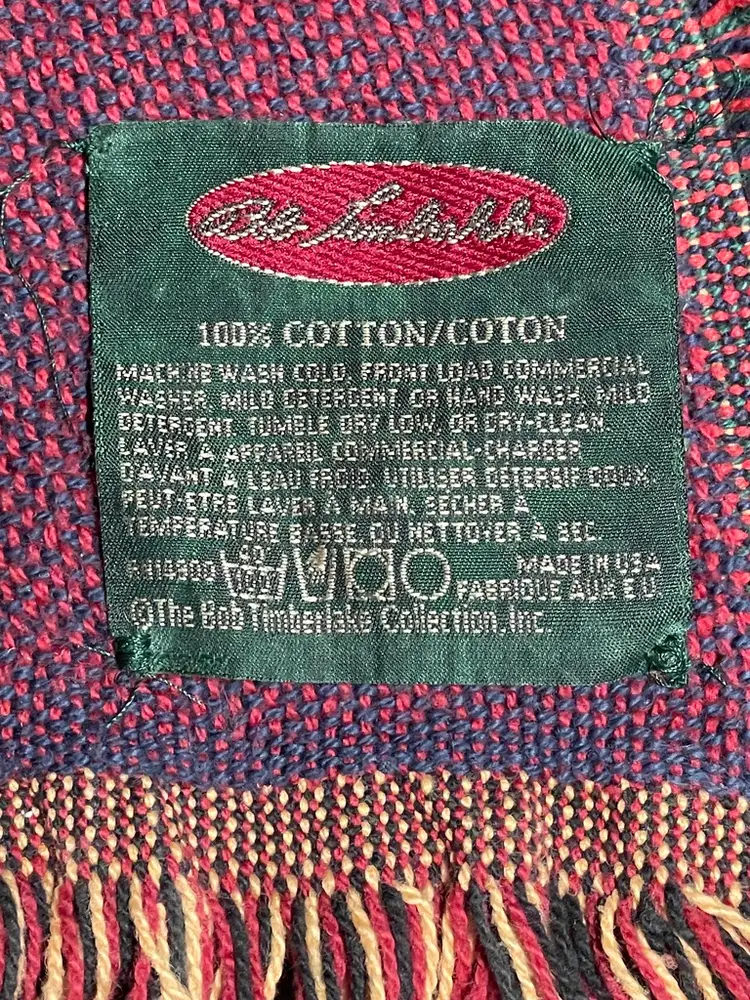 Bob Timberlake
100% COTTON/COTON
MACHINE WASH COLD, FRONT LOAD COMMERCIAL
WASHER, MILD DETERGENT OR HAND WASH, MILD
DETERGENT, TUMBLE DRY LOW, OR DRY-CLEAN
LAVER A APPAREIL COMMERCIAL-CHARGER
DAVANT A LEAU FROID, UTILISER DETERSIF DOUX.
PEUT-ETRE LAVER A MAIN, SECHER A
TEMPERATURE BASSE, OU NETTOYER A SEC.
MADE IN USA
FABRIQUE AUX E U
©The Bob Timberlake Collection, Inc.